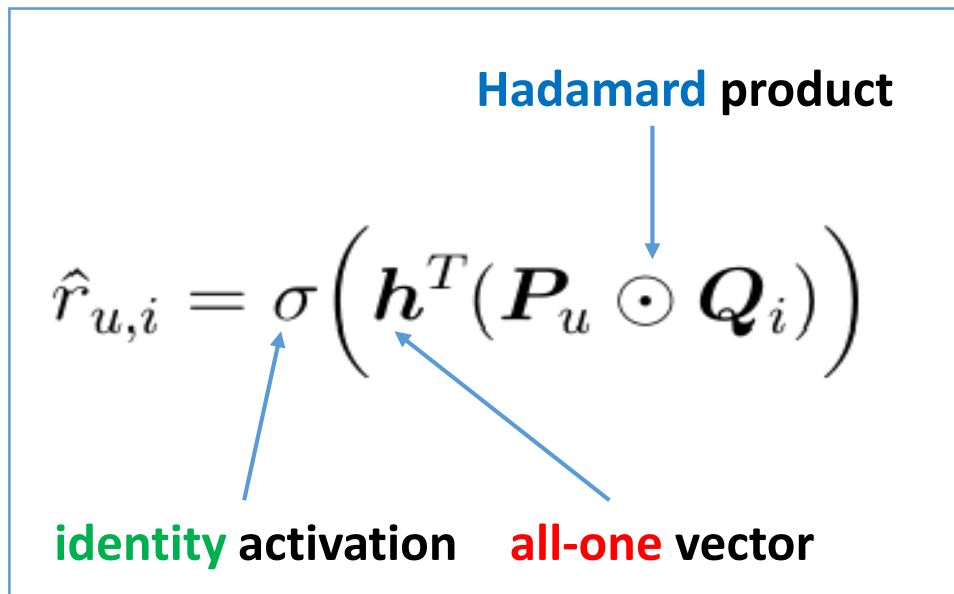 Hadamard product
r̂_{u,i} = σ(h^T(P_u ⊙ Q_i))
identity activation all-one vector